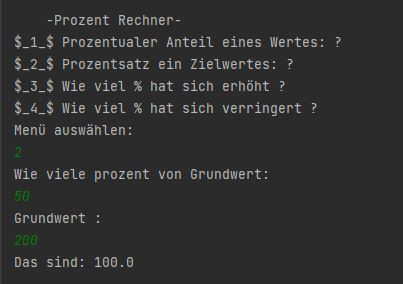 -Prozent Rechner-
$_1_$ Prozentualer Anteil eines Wertes: ?
$_2_$ Prozentsatz ein Zielwertes: ?
$_3_$ Wie viel % hat sich erhöht ?
$_4_$ Wie viel % hat sich verringert ?
Menü auswählen:
2
Wie viele prozent von Grundwert:
50
Grundwert :
200
Das sind: 100.0